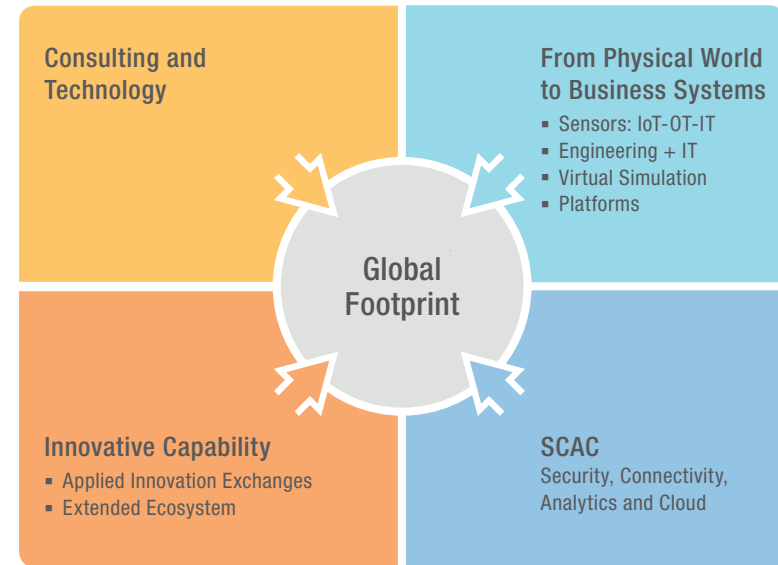 Consulting and
Technology
From Physical World
to Business Systems
▪ Sensors: IoT-OT-IT
▪ Engineering + IT
▪ Virtual Simulation
▪ Platforms
Global
Footprint
Innovative Capability
▪ Applied Innovation Exchanges
▪ Extended Ecosystem
SCAC
Security, Connectivity,
Analytics and Cloud